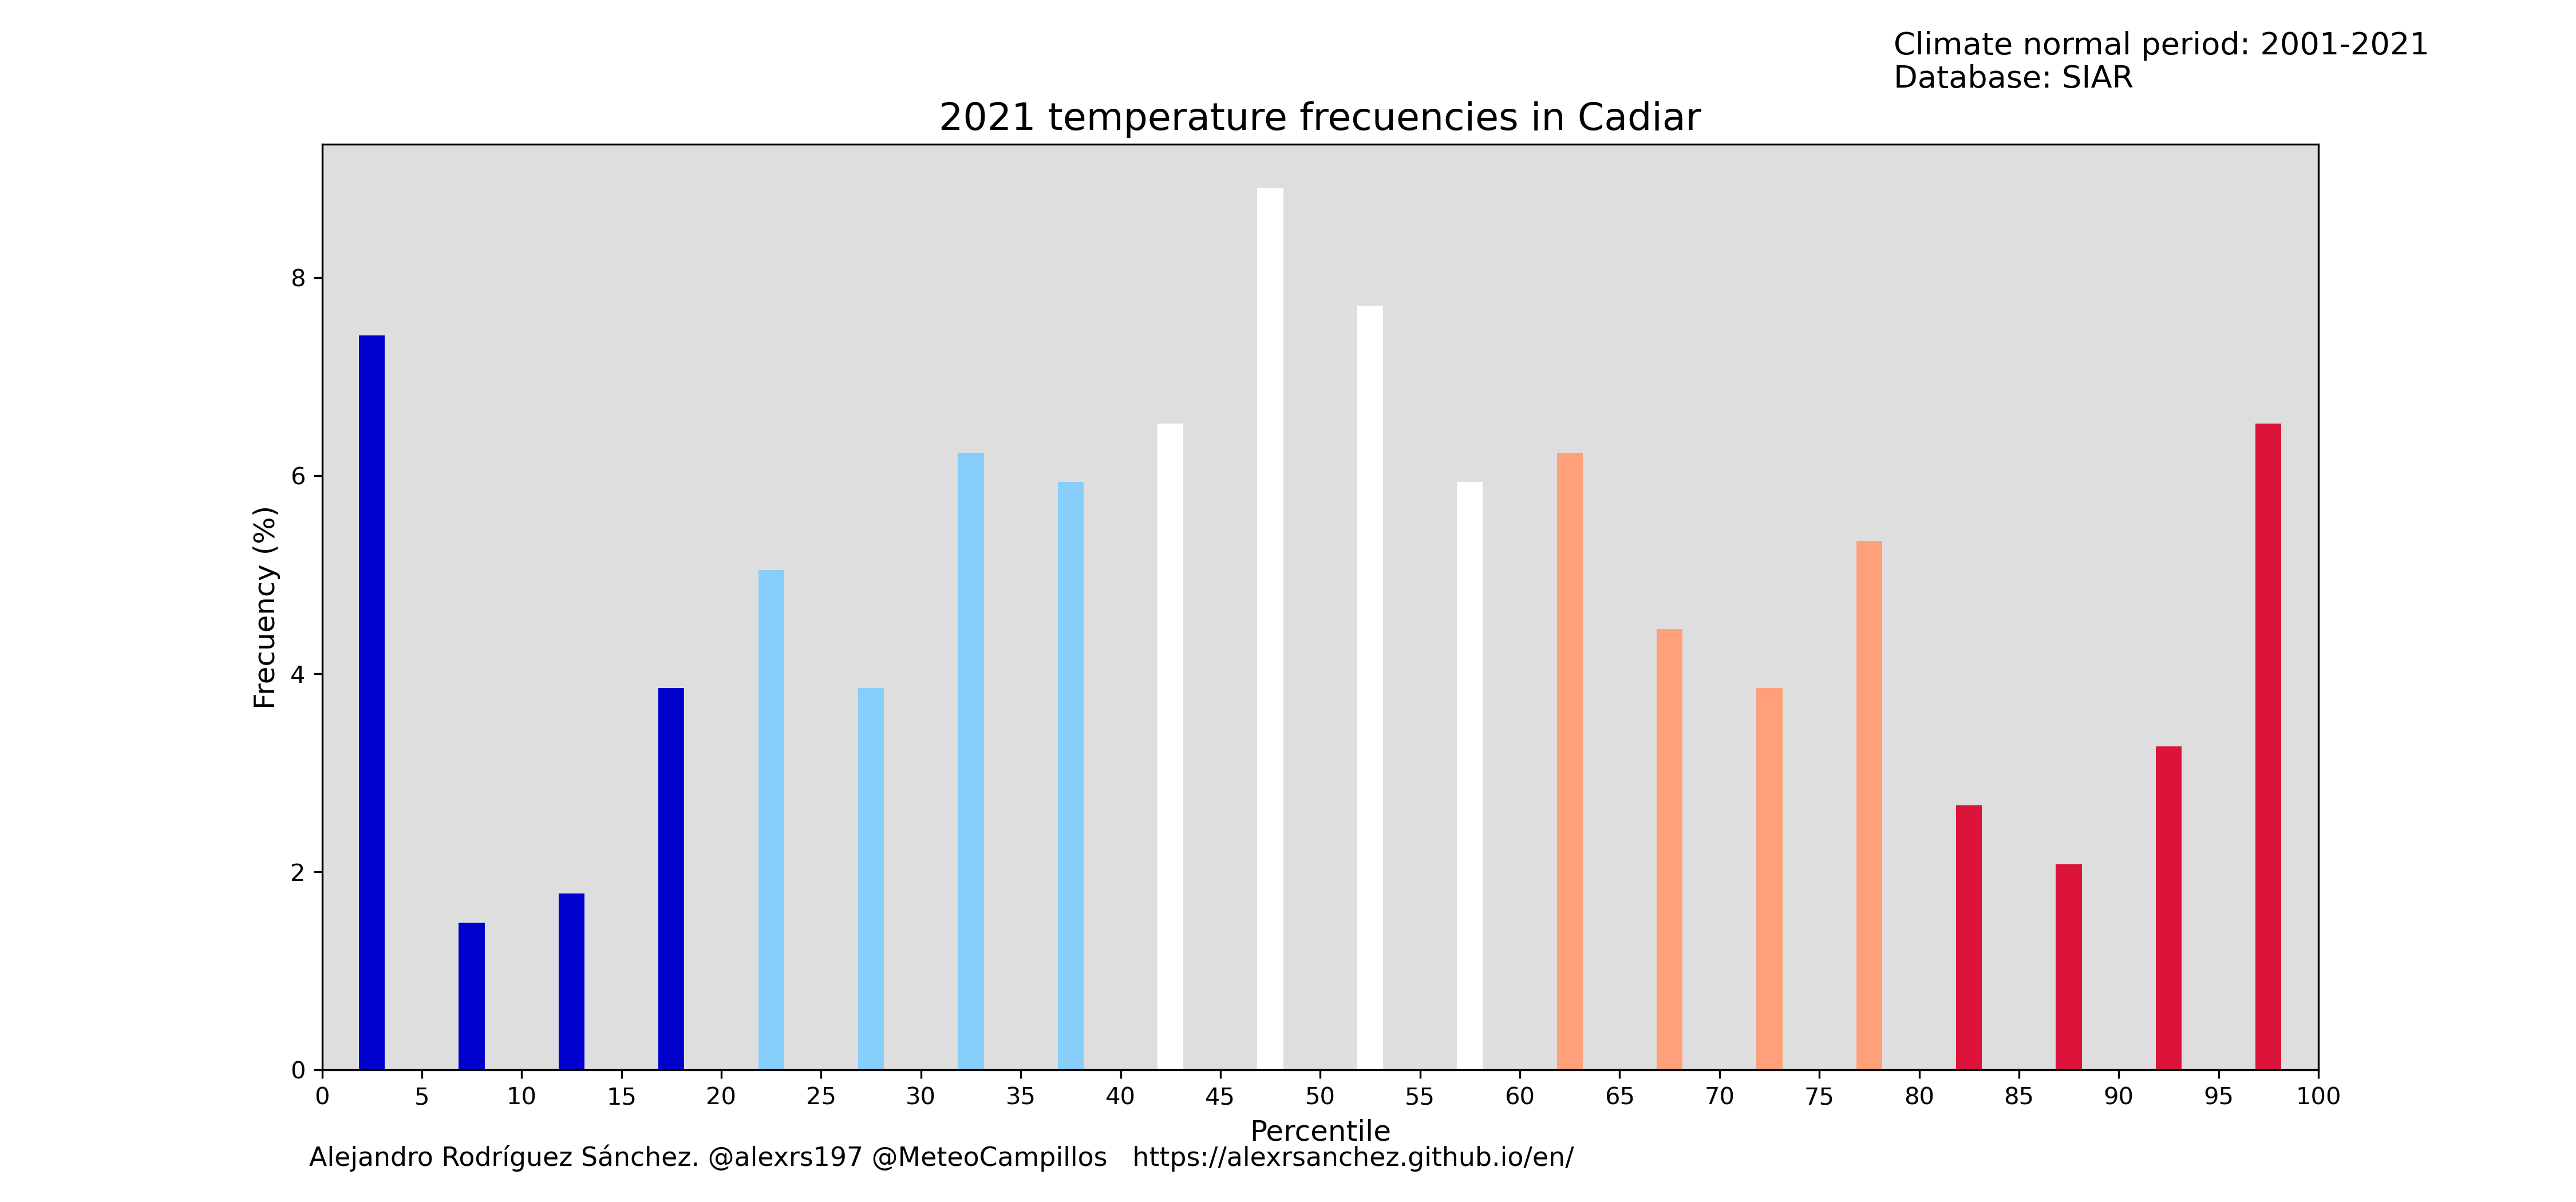 Climate normal period: 2001-2021
Database: SIAR
2021 temperature frecuencies in Cadiar
Frecuency (%)
8
6
4
2
0
0 5 10 15 20 25 30 35 40 45 50 55 60 65 70 75 80 85 90 95 100
Percentile
Alejandro Rodríguez Sánchez. @alexrs197 @MeteoCampillos https://alexrsanchez.github.io/en/